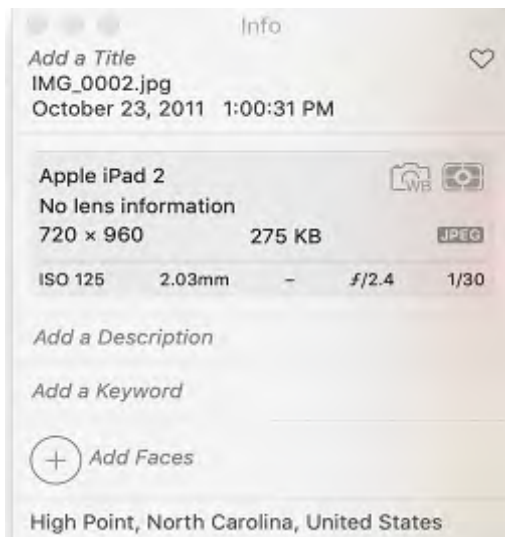 Info
Add a Title
IMG_0002.jpg
October 23, 2011 1:00:31 PM
Apple iPad 2
WB
No lens information
720 × 960 275 KB JPEG
ISO 125 2.03mm – ƒ/2.4 1/30
Add a Description
Add a Keyword
+ Add Faces
High Point, North Carolina, United States